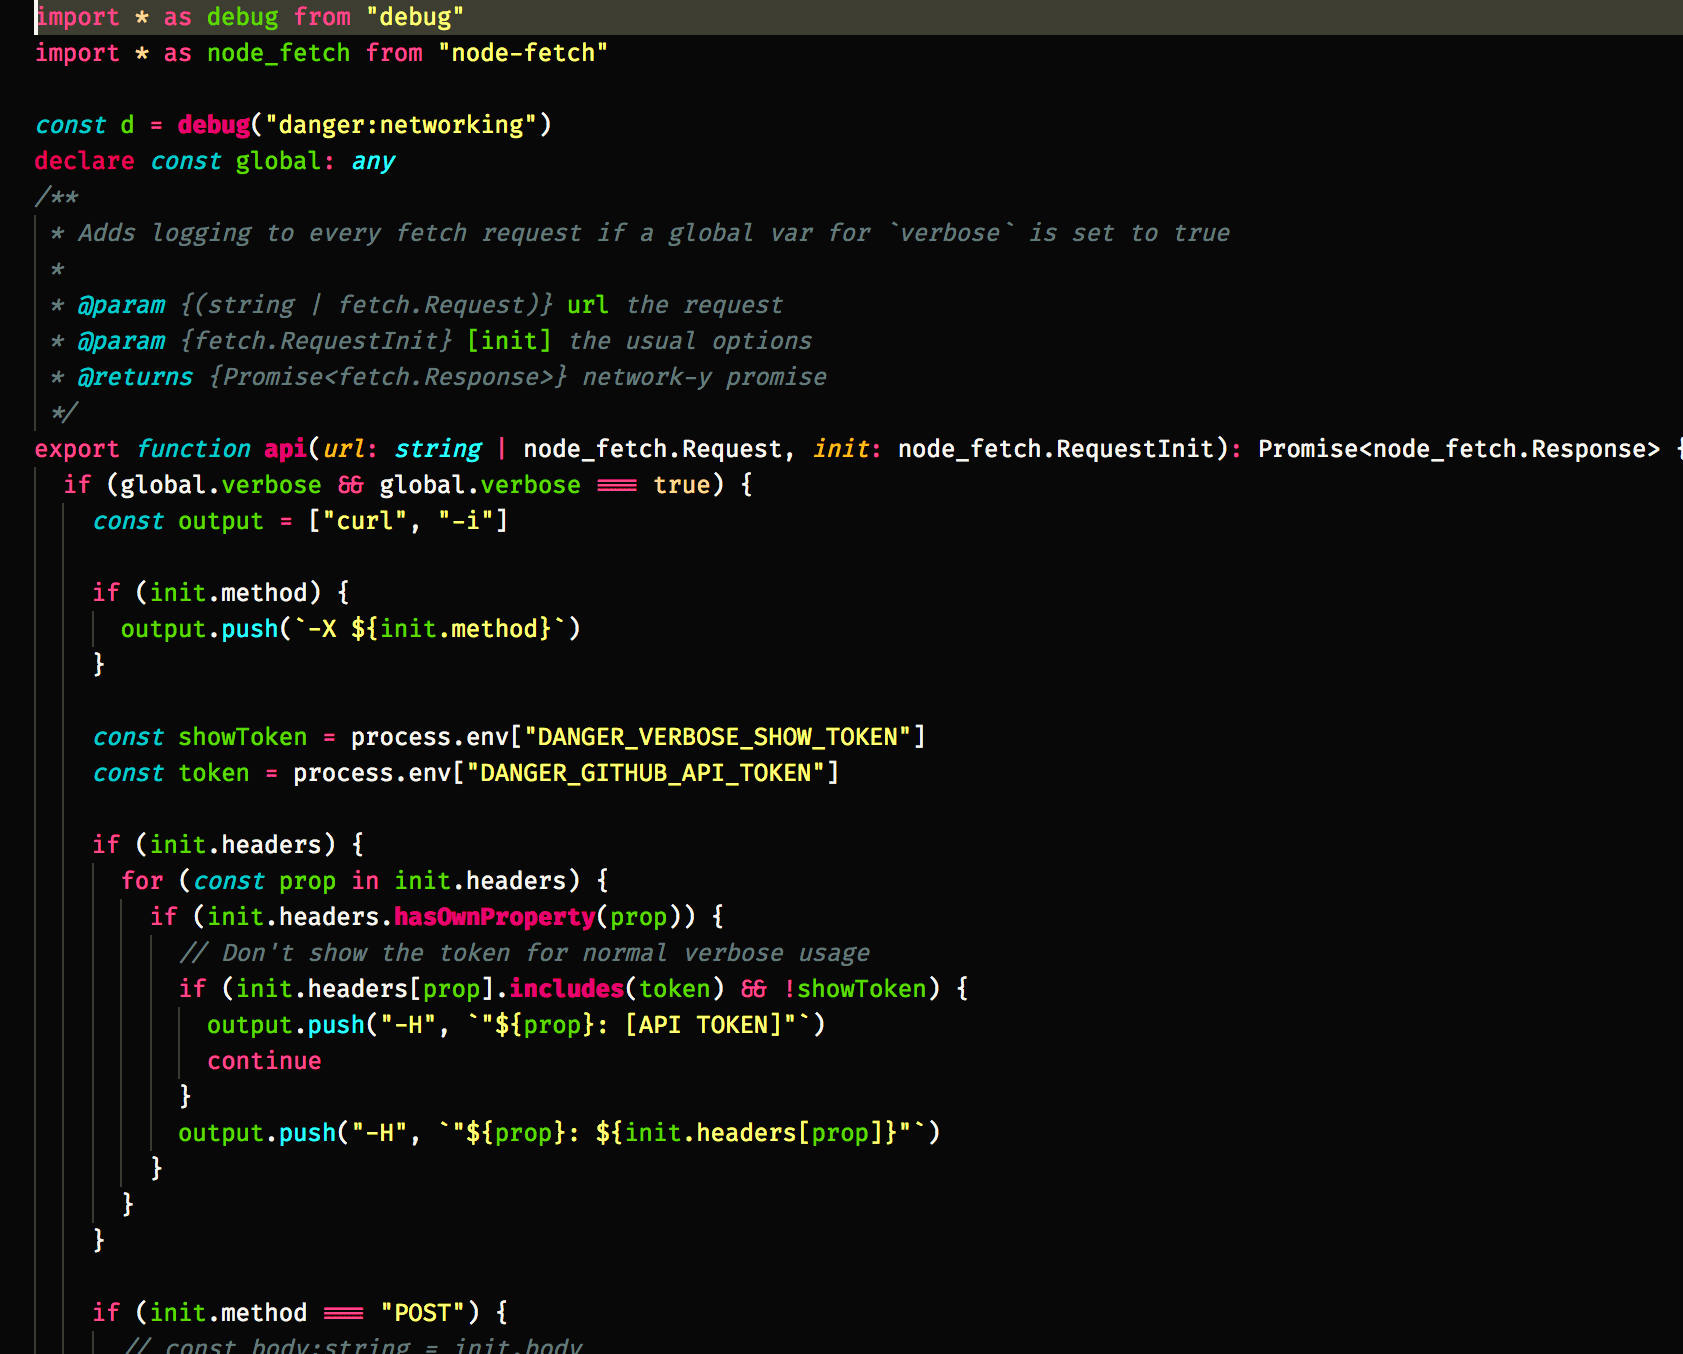 import * as debug from "debug"
import * as node_fetch from "node-fetch"

const d = debug("danger:networking")
declare const global: any
/**
 * Adds logging to every fetch request if a global var for `verbose` is set to true
 *
 * @param {(string | fetch.Request)} url the request
 * @param {fetch.RequestInit} [init] the usual options
 * @returns {Promise<fetch.Response>} network-y promise
 */
export function api(url: string | node_fetch.Request, init: node_fetch.RequestInit): Promise<node_fetch.Response> {
  if (global.verbose && global.verbose === true) {
    const output = ["curl", "-i"]

    if (init.method) {
      output.push(`-X ${init.method}`)
    }

    const showToken = process.env["DANGER_VERBOSE_SHOW_TOKEN"]
    const token = process.env["DANGER_GITHUB_API_TOKEN"]

    if (init.headers) {
      for (const prop in init.headers) {
        if (init.headers.hasOwnProperty(prop)) {
          // Don't show the token for normal verbose usage
          if (init.headers[prop].includes(token) && !showToken) {
            output.push("-H", `"${prop}: [API TOKEN]"`)
            continue
          }
          output.push("-H", `"${prop}: ${init.headers[prop]}"`)
        }
      }
    }

    if (init.method === "POST") {
      // const body:string = init.body